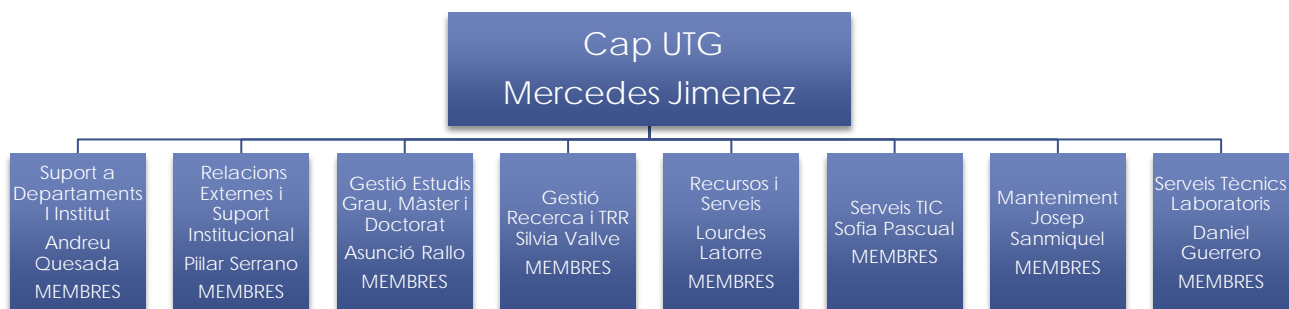 Cap UTG
Mercedes Jimenez
Suport a
Departaments
I Institut
Andreu
Quesada
MEMBRES
Relacions
Externes i
Suport
Institucional
Piilar Serrano
MEMBRES
Gestió Estudis
Grau, Màster i
Doctorat
Asunció Rallo
MEMBRES
Gestió
Recerca i TRR
Silvia Vallve
MEMBRES
Recursos i
Serveis
Lourdes
Latorre
MEMBRES
Serveis TIC
Sofia Pascual
MEMBRES
Manteniment
Josep
Sanmiquel
MEMBRES
Serveis Tècnics
Laboratoris
Daniel
Guerrero
MEMBRES